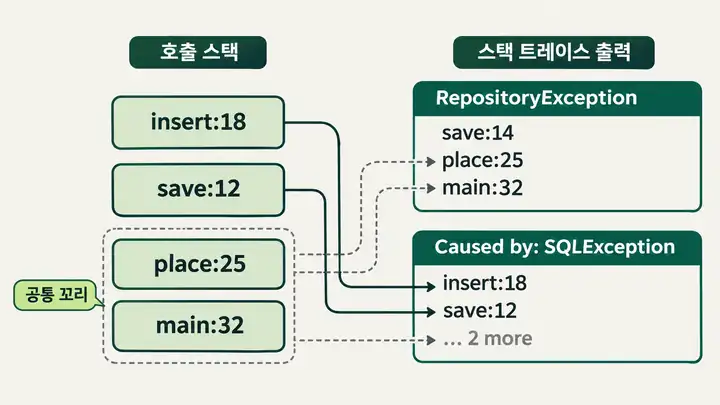 호출 스택
insert:18
save:12
place:25
main:32
공통 꼬리
스택 트레이스 출력
RepositoryException
save:14
place:25
main:32
Caused by: SQLException
insert:18
save:12
... 2 more